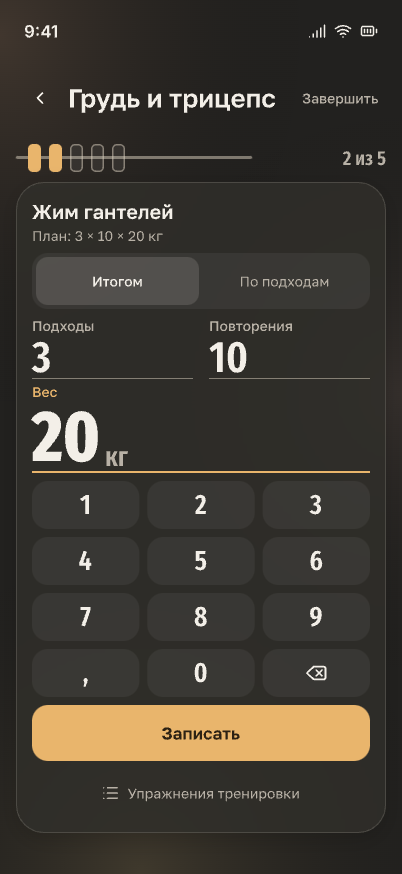 9:41
Грудь и трицепс
Завершить
2 из 5
Жим гантелей
План: 3 × 10 × 20 кг
Итогом
По подходам
Подходы
Повторения
3
10
Вес
20 кг
1 2 3
4 5 6
7 8 9
, 0
Записать
Упражнения тренировки